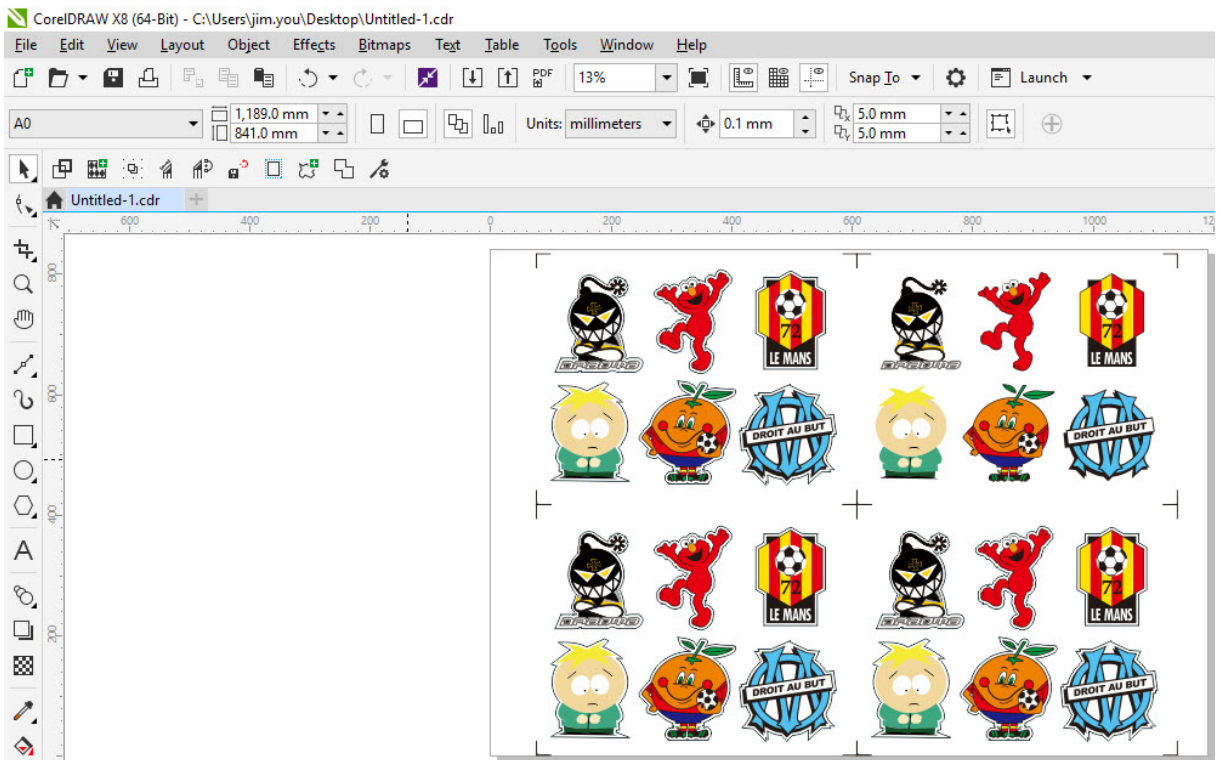 CorelDRAW X8 (64-Bit) - C:\Users\jim.you\Desktop\Untitled-1.cdr
File Edit View Layout Object Effects Bitmaps Text Table Tools Window Help
PDF 13% Snap To Launch
A0 1,189.0 mm 841.0 mm Units: millimeters 0.1 mm 5.0 mm 5.0 mm
Untitled-1.cdr
600 400 200 0 200 400 600 800 1000
800
600
400
200
72 72
LE MANS LE MANS
DROIT AU BUT DROIT AU BUT
72 72
LE MANS LE MANS
DROIT AU BUT DROIT AU BUT